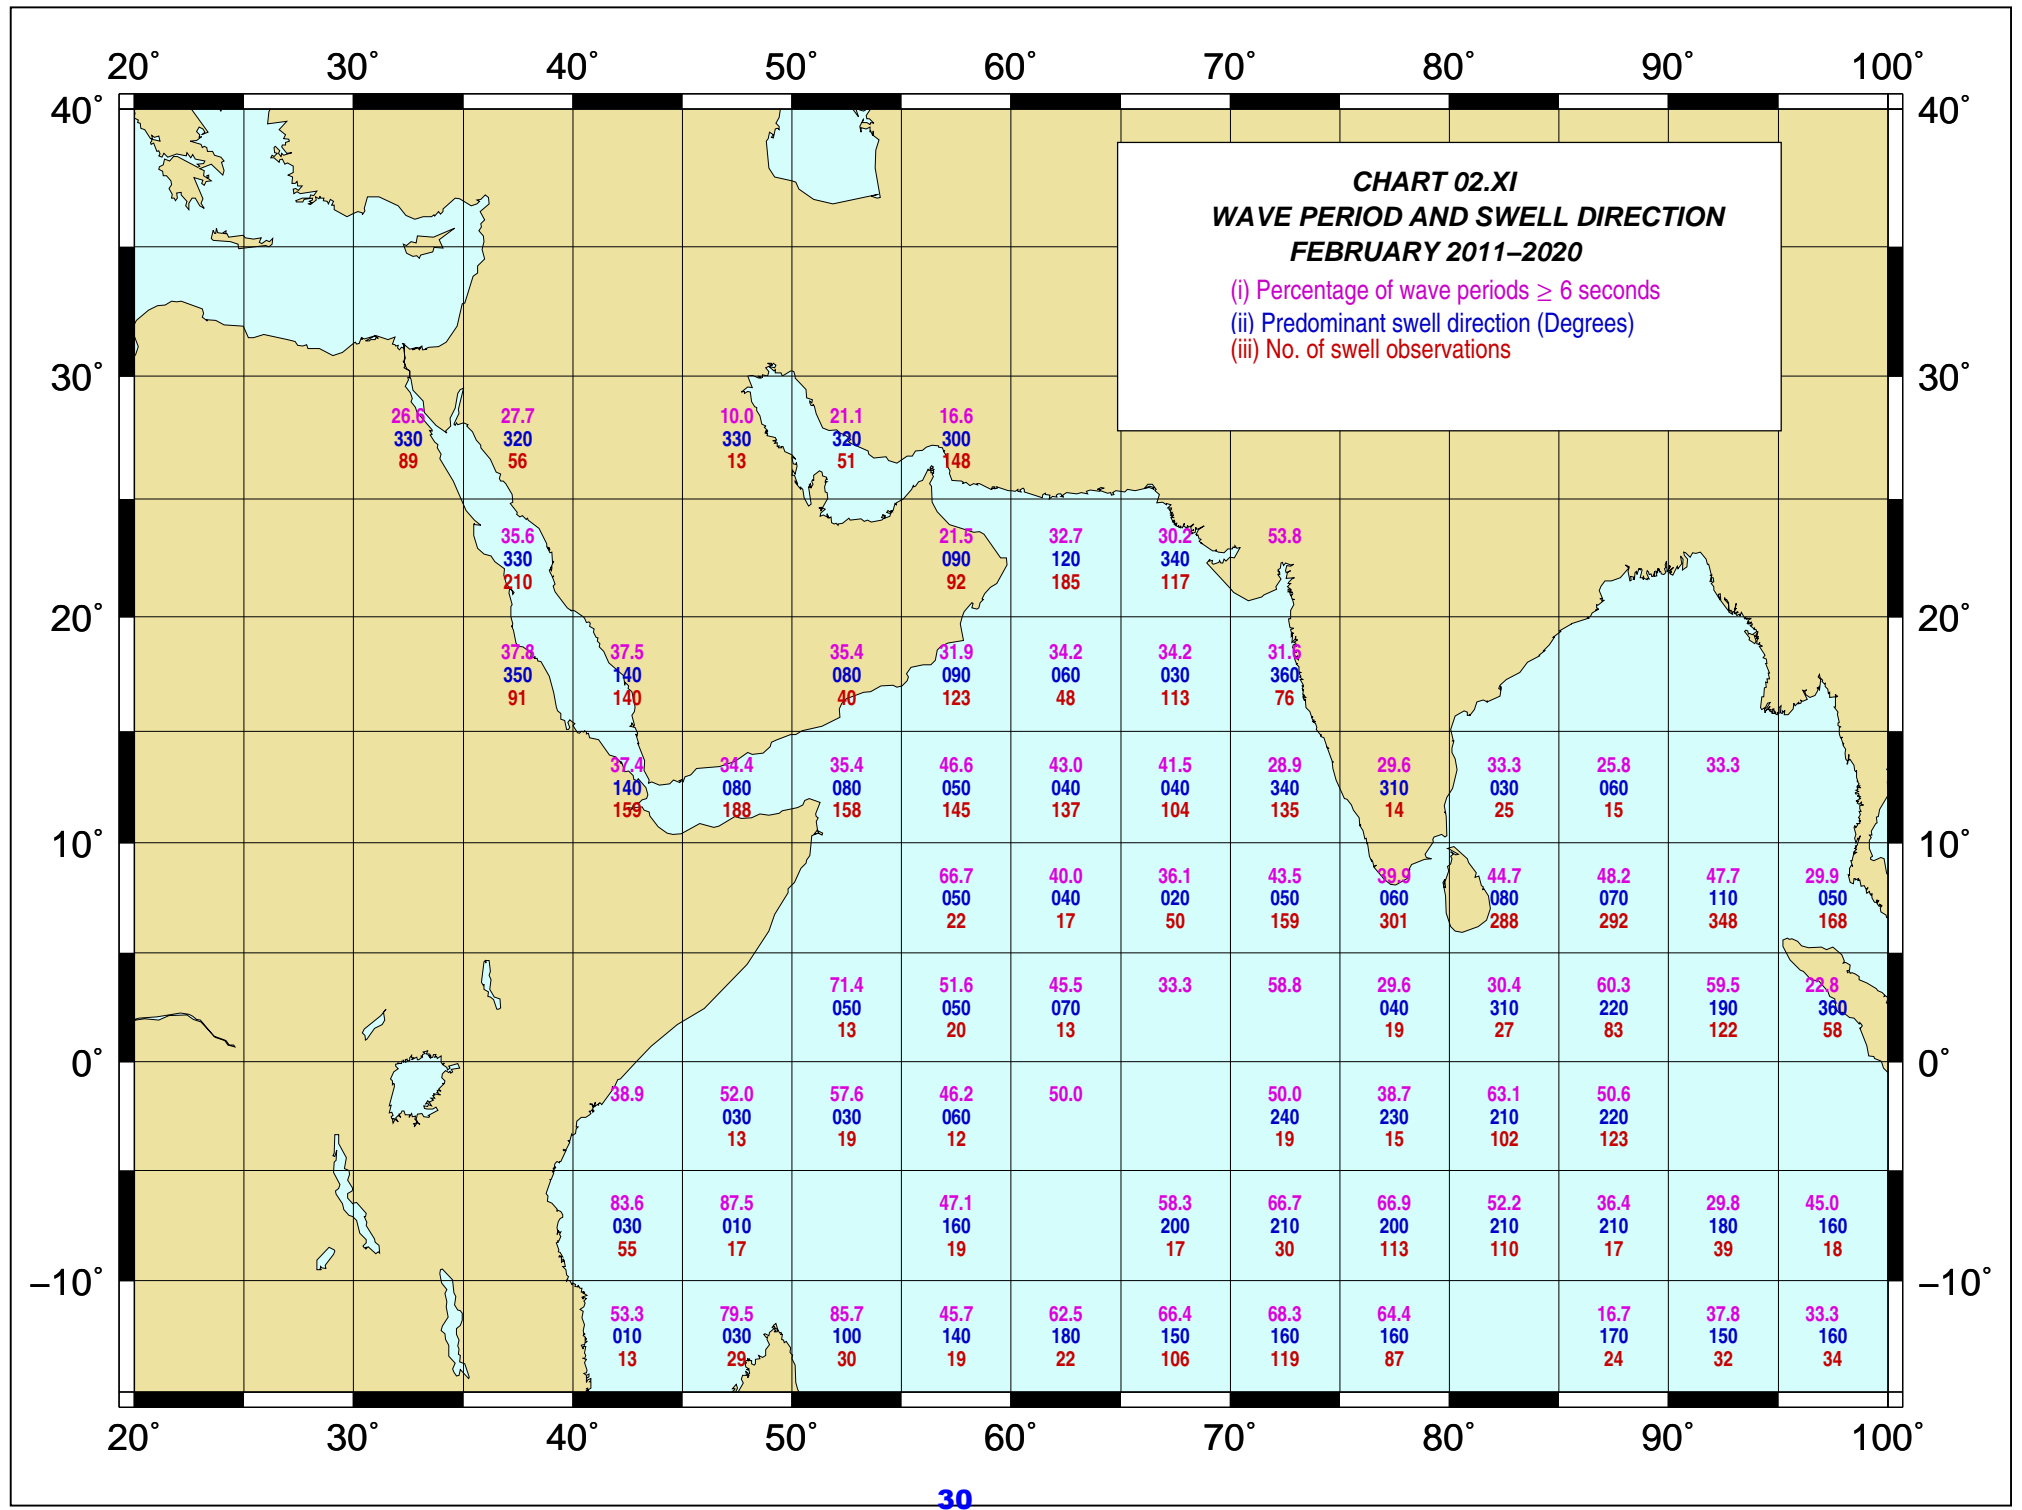 20° 30° 40° 50° 60° 70° 80° 90° 100°
40° 40°
CHART 02.XI
WAVE PERIOD AND SWELL DIRECTION
FEBRUARY 2011–2020
(i) Percentage of wave periods ≥ 6 seconds
(ii) Predominant swell direction (Degrees)
(iii) No. of swell observations
30° 30°
26.6 27.7 10.0 21.1 16.6
330 320 330 320 300
89 56 13 51 148
35.6 21.5 32.7 30.2 53.8
330 090 120 340
210 92 185 117
20° 20°
37.8 37.5 35.4 31.9 34.2 34.2 31.6
350 140 080 090 060 030 360
91 140 40 123 48 113 76
37.4 34.4 35.4 46.6 43.0 41.5 28.9 29.6 33.3 25.8 33.3
140 080 080 050 040 040 340 310 030 060
159 188 158 145 137 104 135 14 25 15
10° 10°
66.7 40.0 36.1 43.5 39.9 44.7 48.2 47.7 29.9
050 040 020 050 060 080 070 110 050
22 17 50 159 301 288 292 348 168
71.4 51.6 45.5 33.3 58.8 29.6 30.4 60.3 59.5 22.8
050 050 070 040 310 220 190 360
13 20 13 19 27 83 122 58
0° 0°
38.9 52.0 57.6 46.2 50.0 50.0 38.7 63.1 50.6
030 030 060 240 230 210 220
13 19 12 19 15 102 123
83.6 87.5 47.1 58.3 66.7 66.9 52.2 36.4 29.8 45.0
030 010 160 200 210 200 210 210 180 160
55 17 19 17 30 113 110 17 39 18
–10° –10°
53.3 79.5 85.7 45.7 62.5 66.4 68.3 64.4 16.7 37.8 33.3
010 030 100 140 180 150 160 160 170 150 160
13 29 30 19 22 106 119 87 24 32 34
20° 30° 40° 50° 60° 70° 80° 90° 100°
30